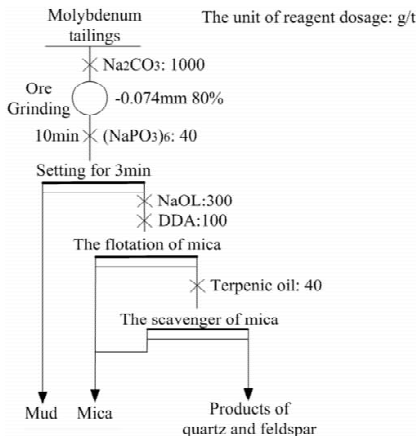 Molybdenum
tailings
The unit of reagent dosage: g/t
Na2CO3: 1000
Ore
Grinding
-0.074mm 80%
10min
(NaPO3)6: 40
Setting for 3min
NaOL:300
DDA:100
The flotation of mica
Terpenic oil: 40
The scavenger of mica
Mud
Mica
Products of
quartz and feldspar